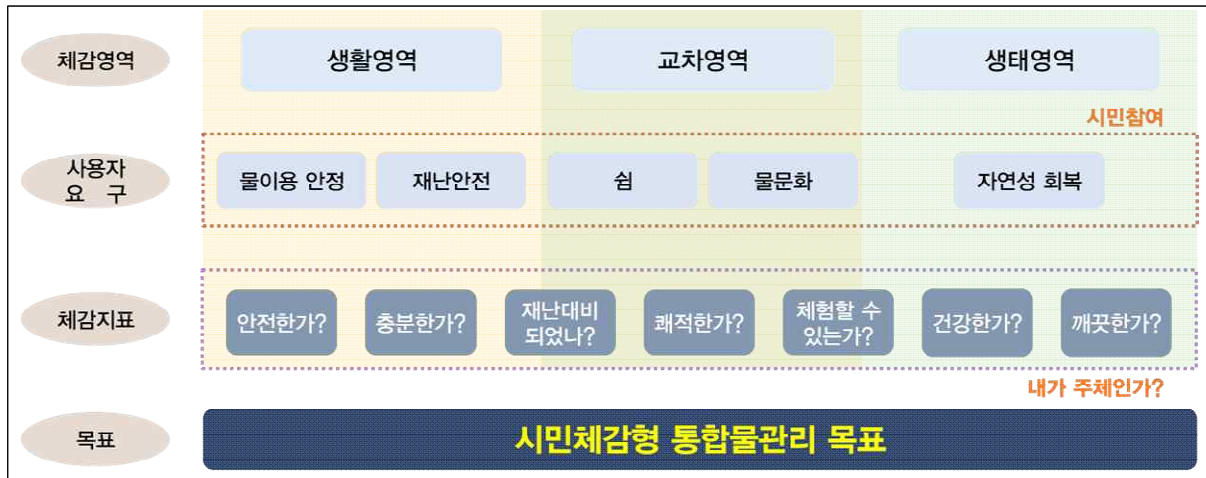 체감영역
생활영역
교차영역
생태영역
시민참여
사용자
요 구
물이용 안정
재난안전
쉼
물문화
자연성 회복
체감지표
안전한가?
충분한가?
재난대비
되었나?
쾌적한가?
체험할 수
있는가?
건강한가?
깨끗한가?
내가 주체인가?
목표
시민체감형 통합물관리 목표